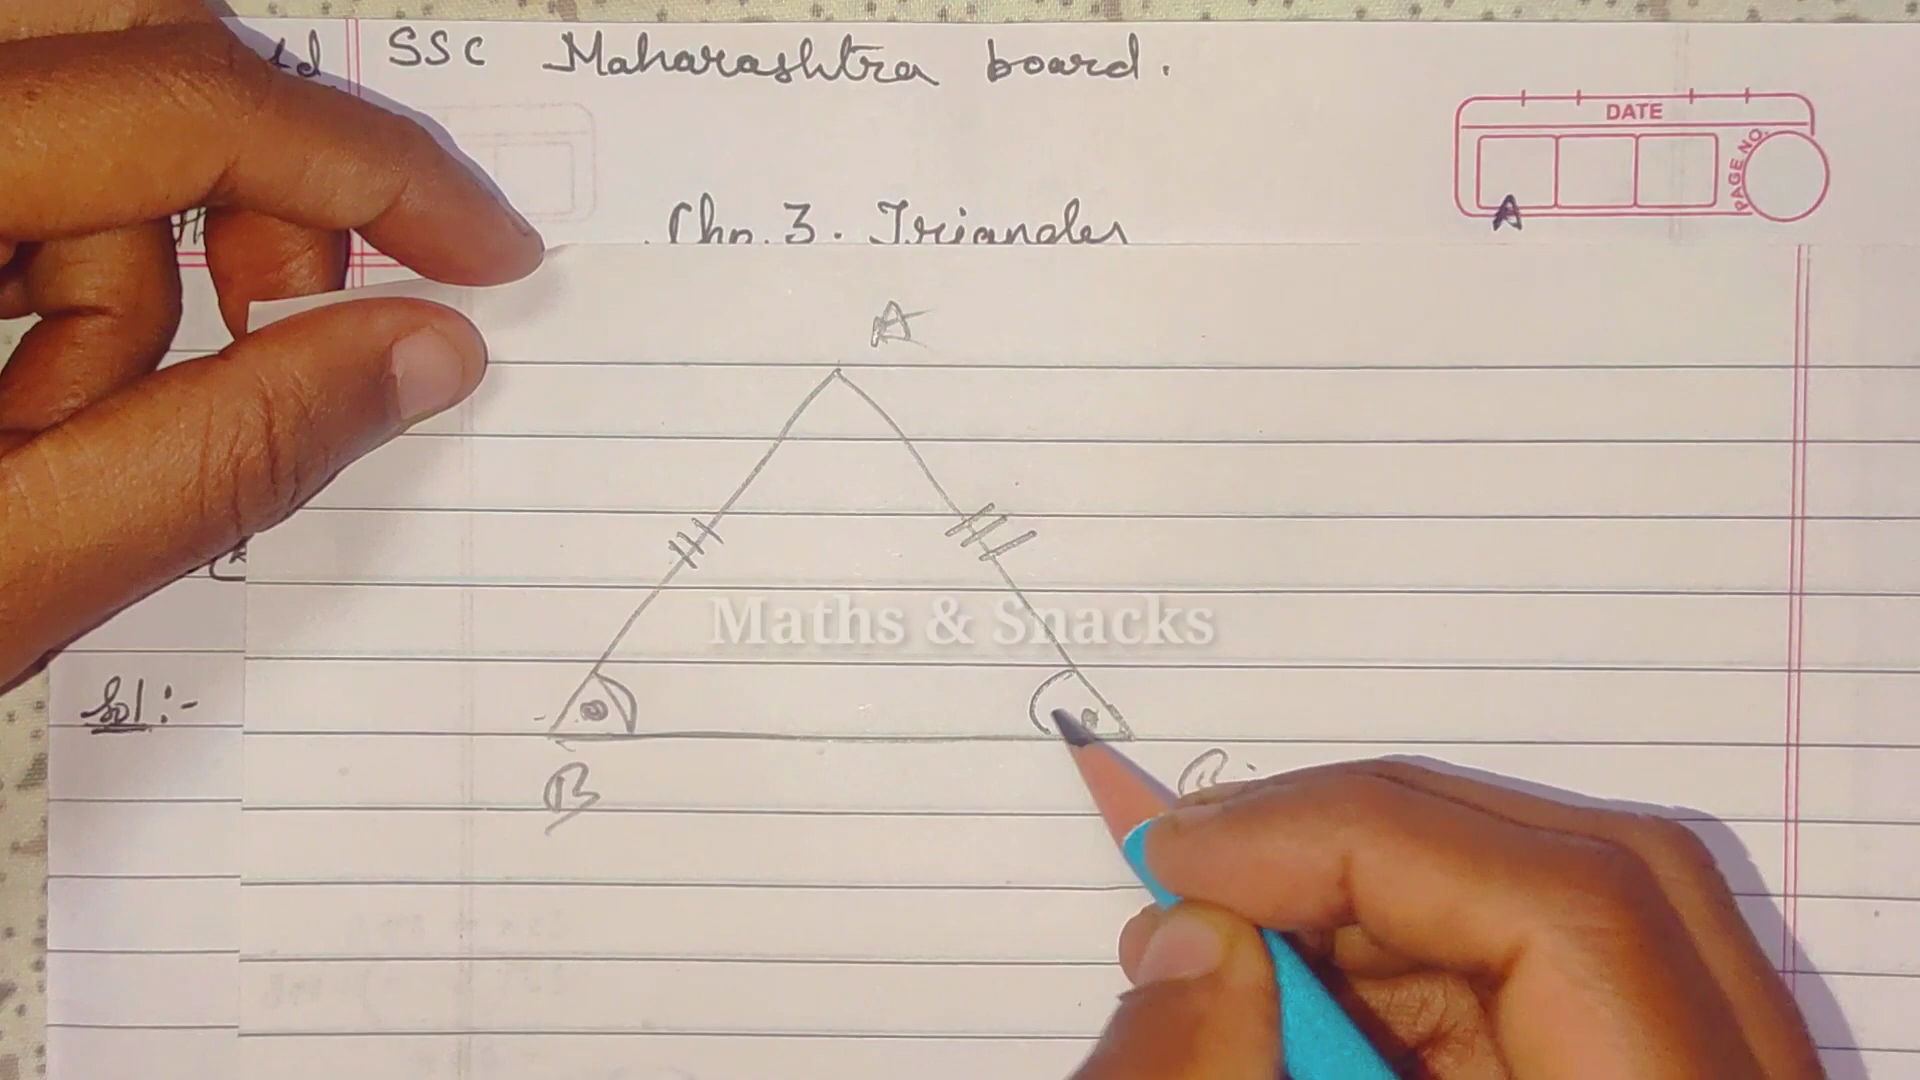 SSC Maharashtra board.
DATE
PAGE NO.
A
Chp. 3. Triangles
A
Maths & Snacks
Sol:-
B